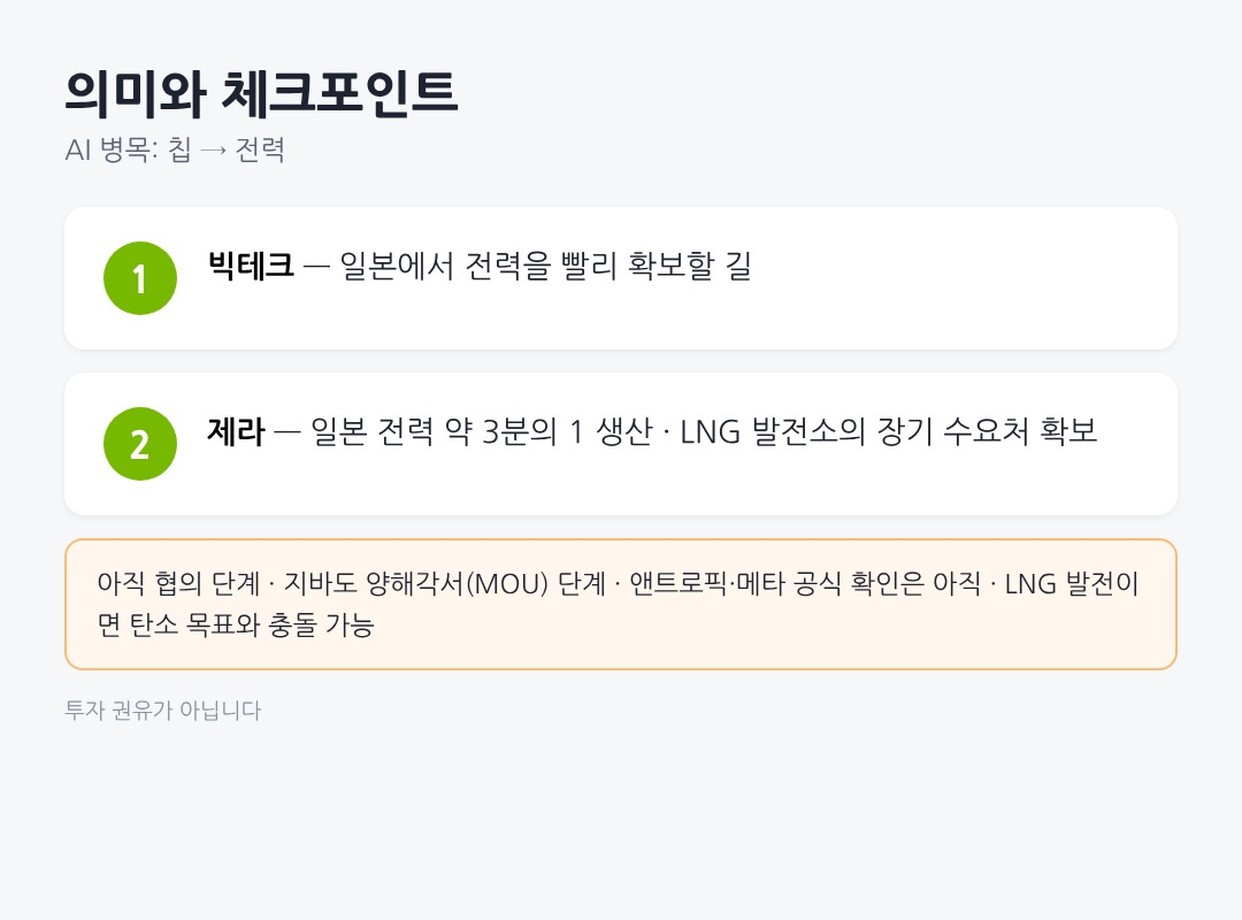 의미와 체크포인트
AI 병목: 칩 → 전력
1
빅테크 — 일본에서 전력을 빨리 확보할 길
2
제라 — 일본 전력 약 3분의 1 생산 · LNG 발전소의 장기 수요처 확보
아직 협의 단계 · 지바도 양해각서(MOU) 단계 · 앤트로픽·메타 공식 확인은 아직 · LNG 발전이
면 탄소 목표와 충돌 가능
투자 권유가 아닙니다